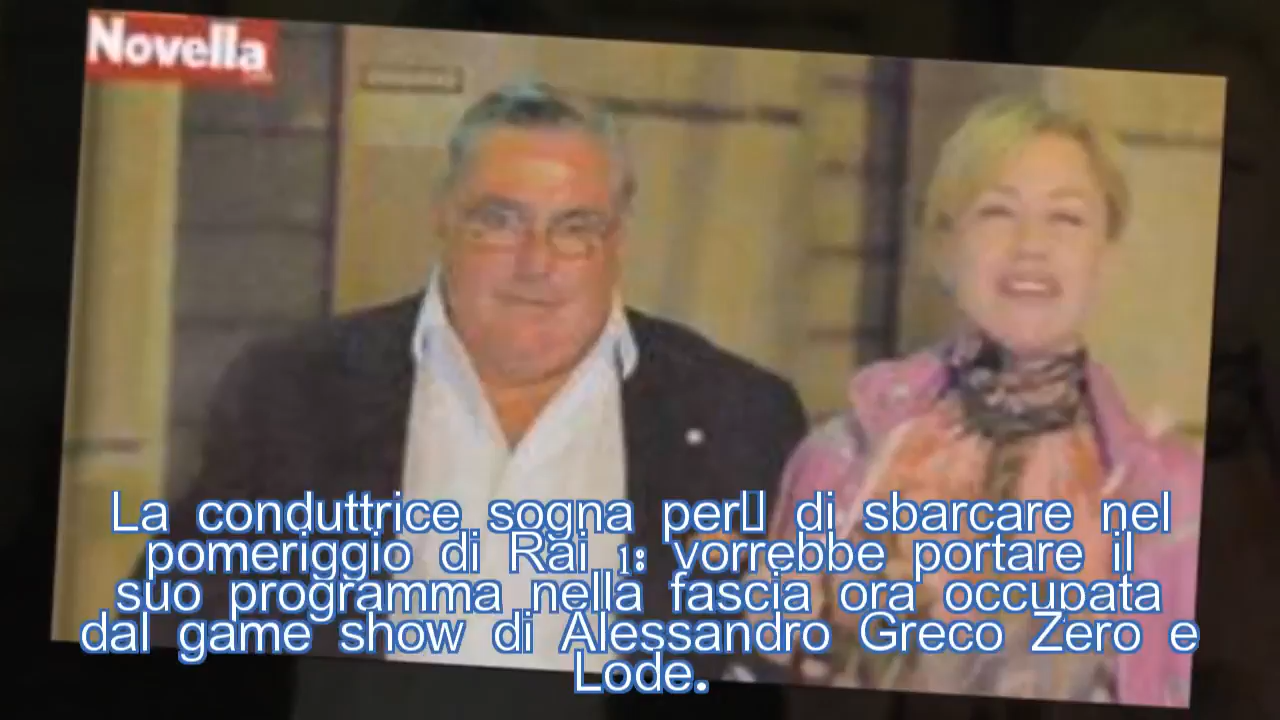 Novella
La conduttrice sogna per▯ di sbarcare nel
pomeriggio di Rai 1: vorrebbe portare il
suo programma nella fascia ora occupata
dal game show di Alessandro Greco Zero e
Lode.